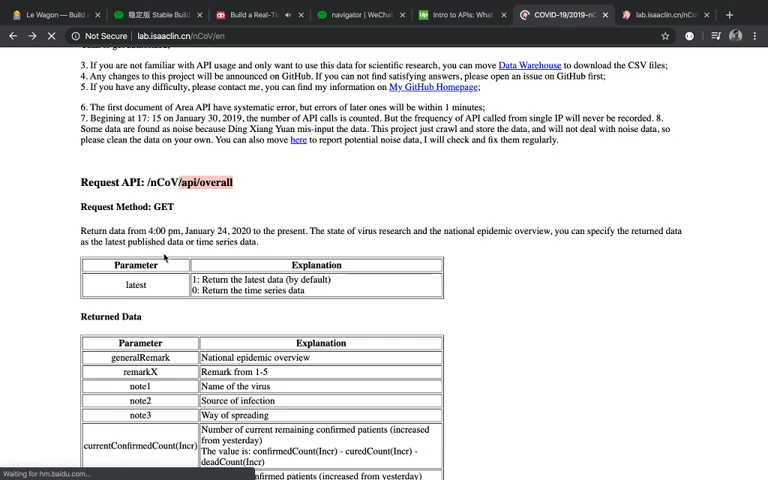 Le Wagon — Build
稳定版 Stable Build
Build a Real-Ti
navigator | WeCha
Intro to APIs: What
COVID-19/2019-nC
lab.isaaclin.cn/nCo
Not Secure | lab.isaaclin.cn/nCoV/en
3. If you are not familiar with API usage and only want to use this data for scientific research, you can move Data Warehouse to download the CSV files;
4. Any changes to this project will be announced on GitHub. If you can not find satisfying answers, please open an issue on GitHub first;
5. If you have any difficulty, please contact me, you can find my information on My GitHub Homepage;
6. The first document of Area API have systematic error, but errors of later ones will be within 1 minutes;
7. Begining at 17: 15 on January 30, 2019, the number of API calls is counted. But the frequency of API called from single IP will never be recorded. 8.
Some data are found as noise because Ding Xiang Yuan mis-input the data. This project just crawl and store the data, and will not deal with noise data, so
please clean the data on your own. You can also move here to report potential noise data, I will check and fix them regularly.
Request API: /nCoV/api/overall
Request Method: GET
Return data from 4:00 pm, January 24, 2020 to the present. The state of virus research and the national epidemic overview, you can specify the returned data
as the latest published data or time series data.
Parameter Explanation
latest 1: Return the latest data (by default)
0: Return the time series data
Returned Data
Parameter Explanation
generalRemark National epidemic overview
remarkX Remark from 1-5
note1 Name of the virus
note2 Source of infection
note3 Way of spreading
currentConfirmedCount(Incr) Number of current remaining confirmed patients (increased
from yesterday)
The value is: confirmedCount(Incr) - curedCount(Incr) -
deadCount(Incr)
nfirmed patients (increased from yesterday)
Waiting for hm.baidu.com...